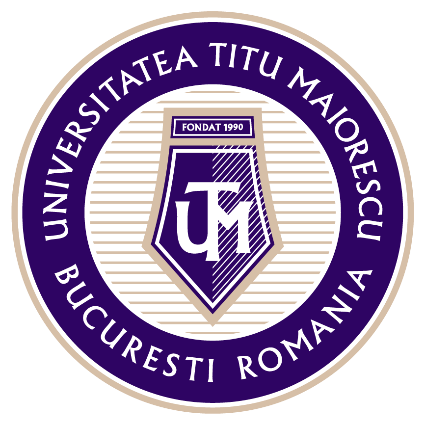 UNIVERSITATEA TITU MAIORESCU
FONDAT 1990
UTM
BUCURESTI ROMANIA